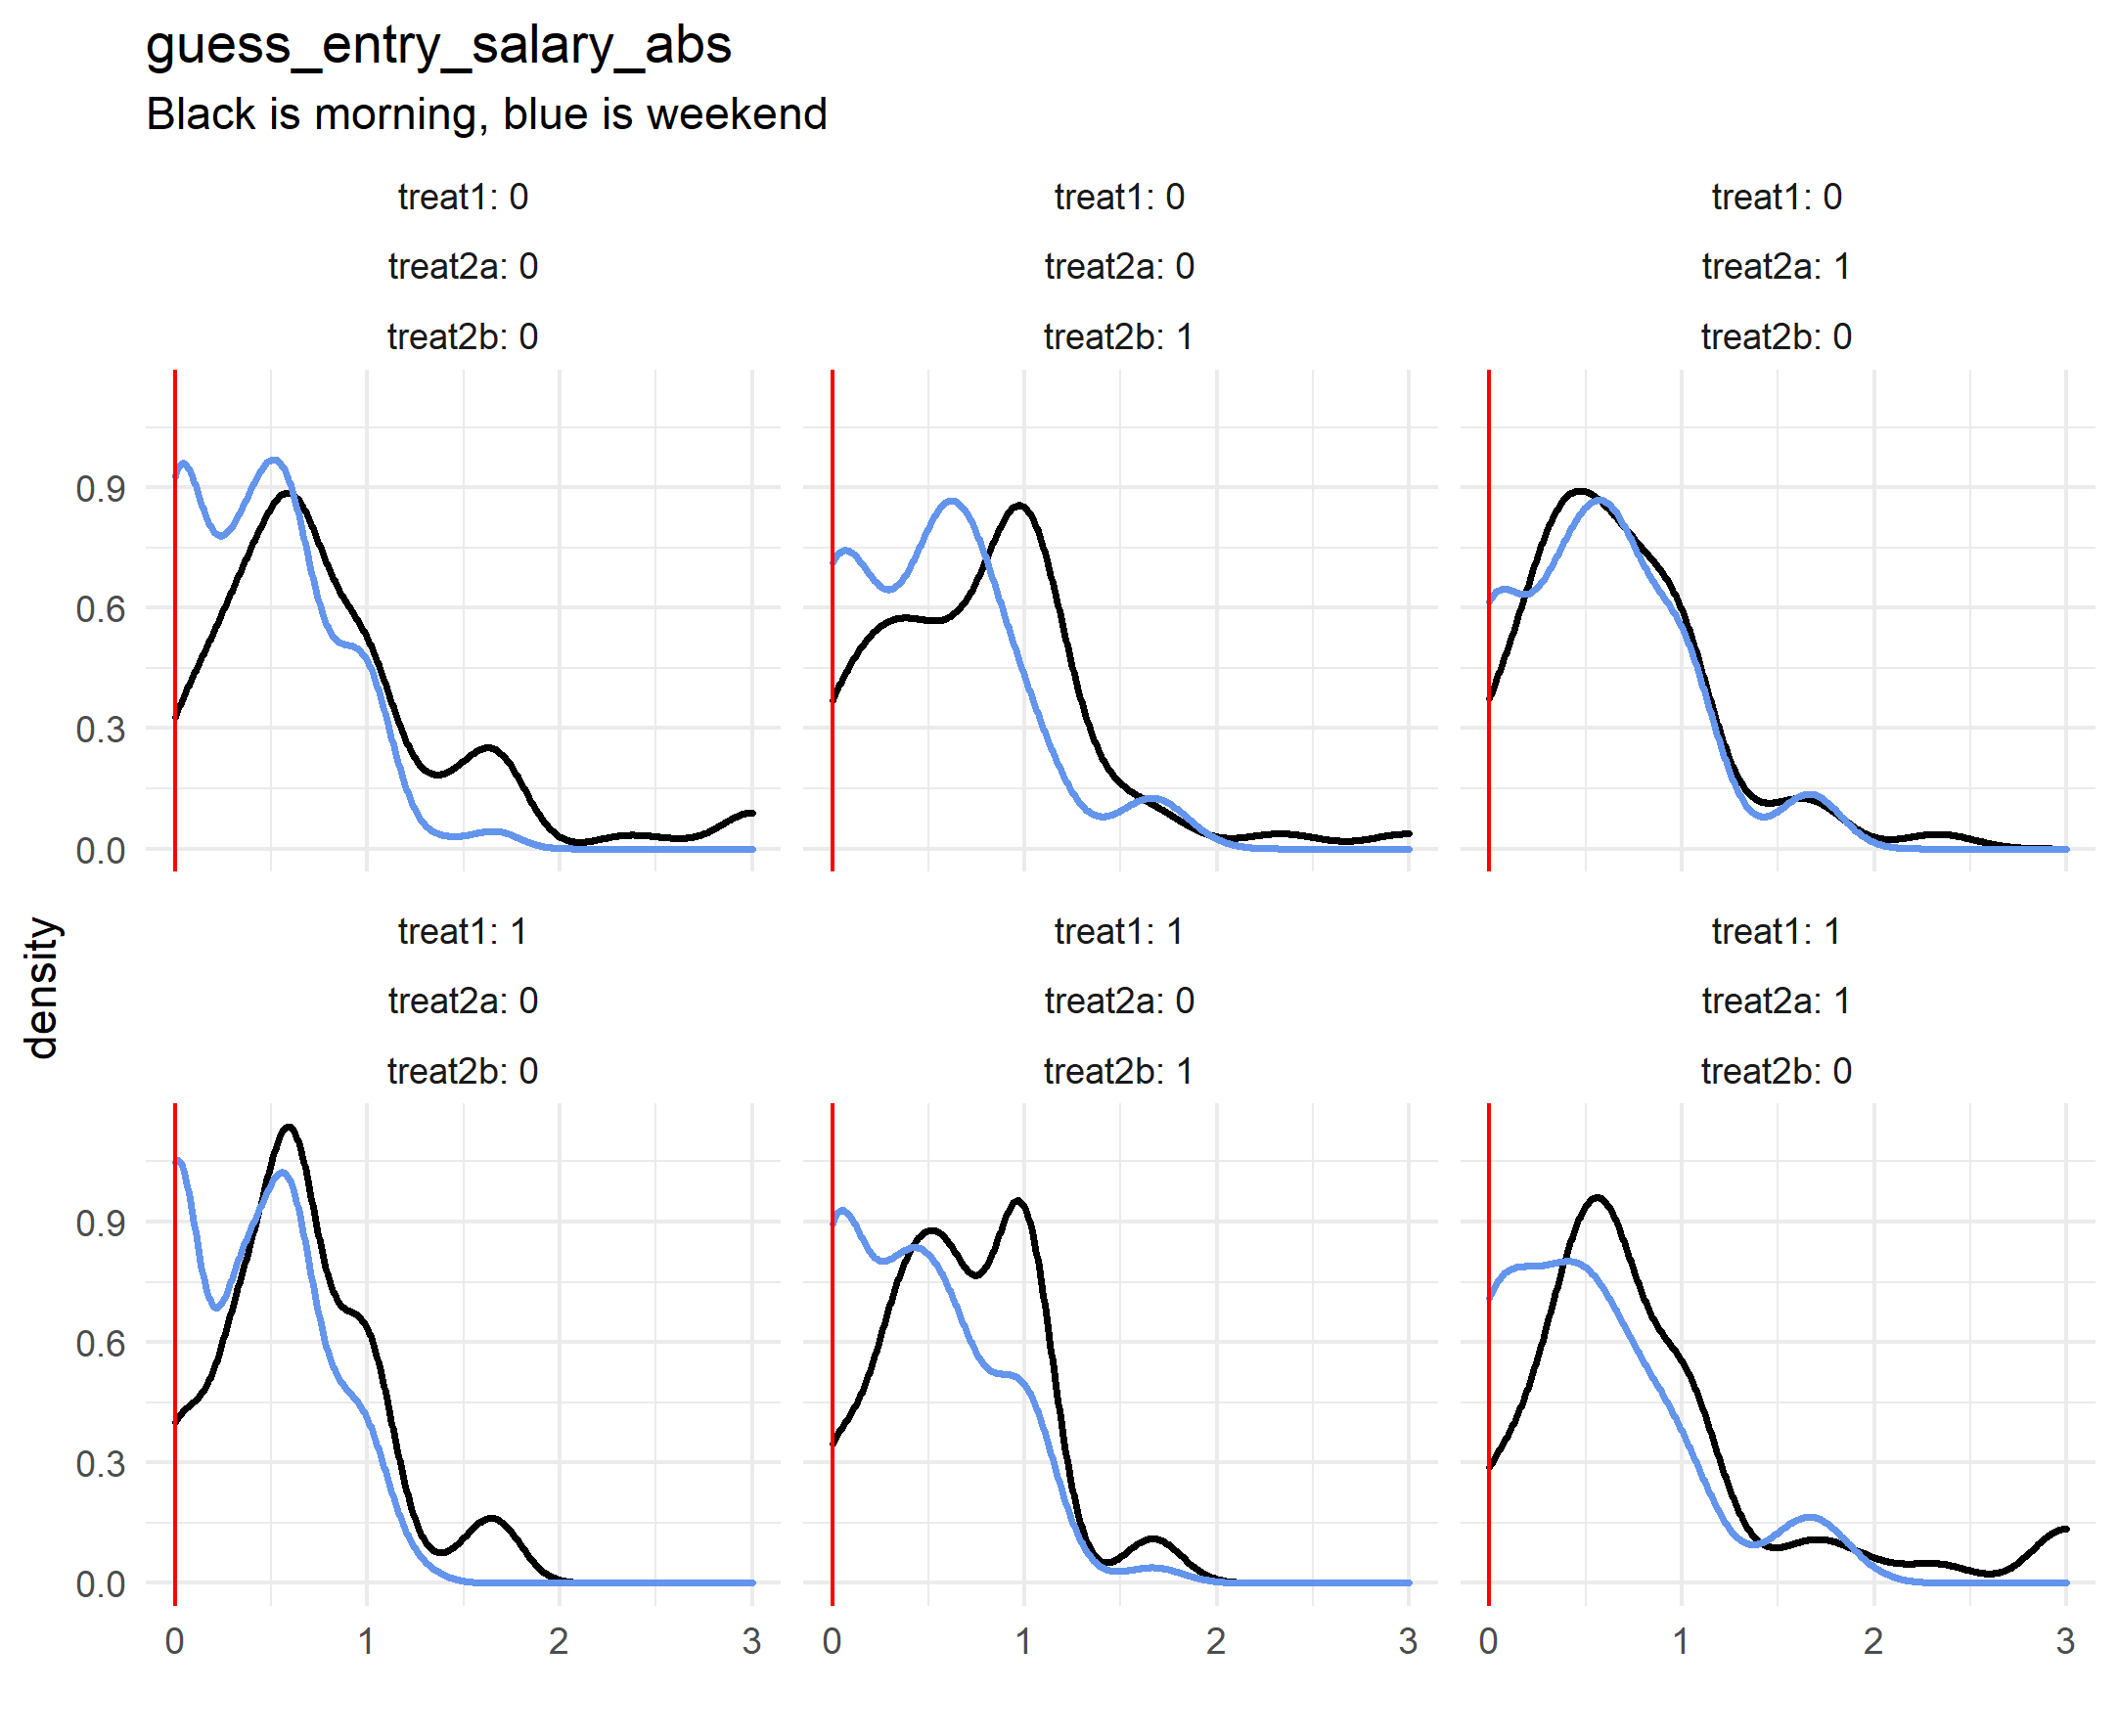 guess_entry_salary_abs
Black is morning, blue is weekend
treat1: 0 treat1: 0 treat1: 0
treat2a: 0 treat2a: 0 treat2a: 1
treat2b: 0 treat2b: 1 treat2b: 0
0.9
0.6
0.3
0.0
density
treat1: 1 treat1: 1 treat1: 1
treat2a: 0 treat2a: 0 treat2a: 1
treat2b: 0 treat2b: 1 treat2b: 0
0.9
0.6
0.3
0.0
0 1 2 3 0 1 2 3 0 1 2 3